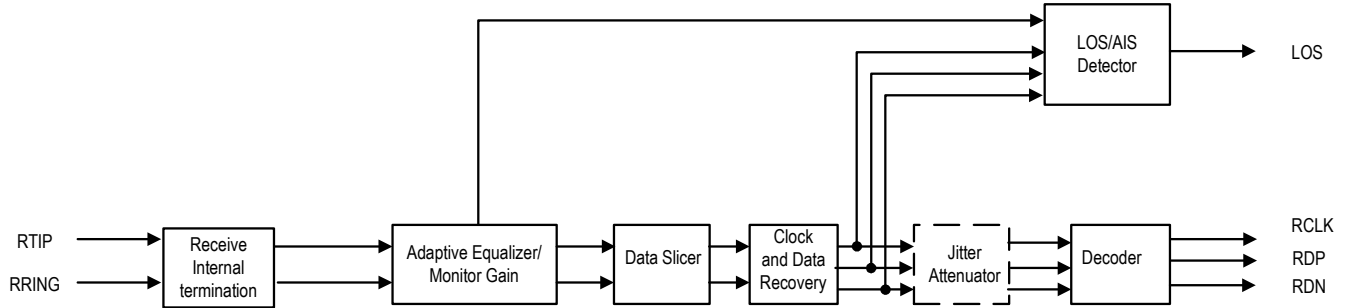 LOS/AIS
Detector
LOS
RTIP
RRING
Receive
Internal
termination
Adaptive Equalizer/
Monitor Gain
Data Slicer
Clock
and Data
Recovery
Jitter
Attenuator
Decoder
RCLK
RDP
RDN